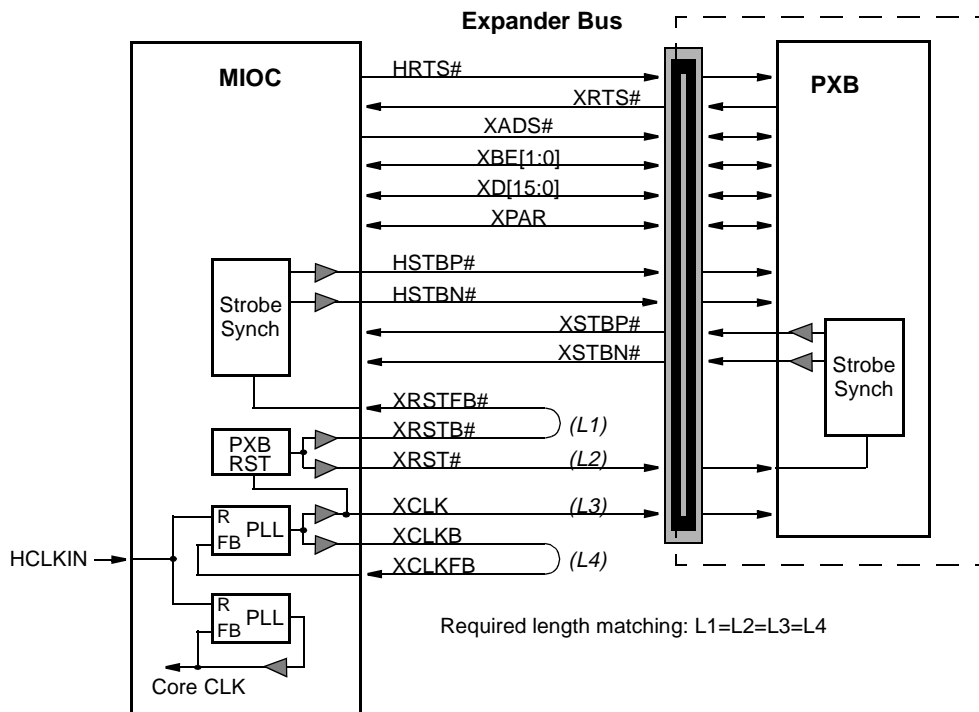 Expander Bus
MIOC
PXB
HRTS#
XRTS#
XADS#
XBE[1:0]
XD[15:0]
XPAR
HSTBP#
HSTBN#
Strobe
Synch
XSTBP#
XSTBN#
Strobe
Synch
XRSTFB#
XRSTB#
(L1)
PXB
RST
XRST#
(L2)
XCLK
(L3)
R
FB
PLL
XCLKB
HCLKIN
XCLKFB
(L4)
R
FB
PLL
Required length matching: L1=L2=L3=L4
Core CLK